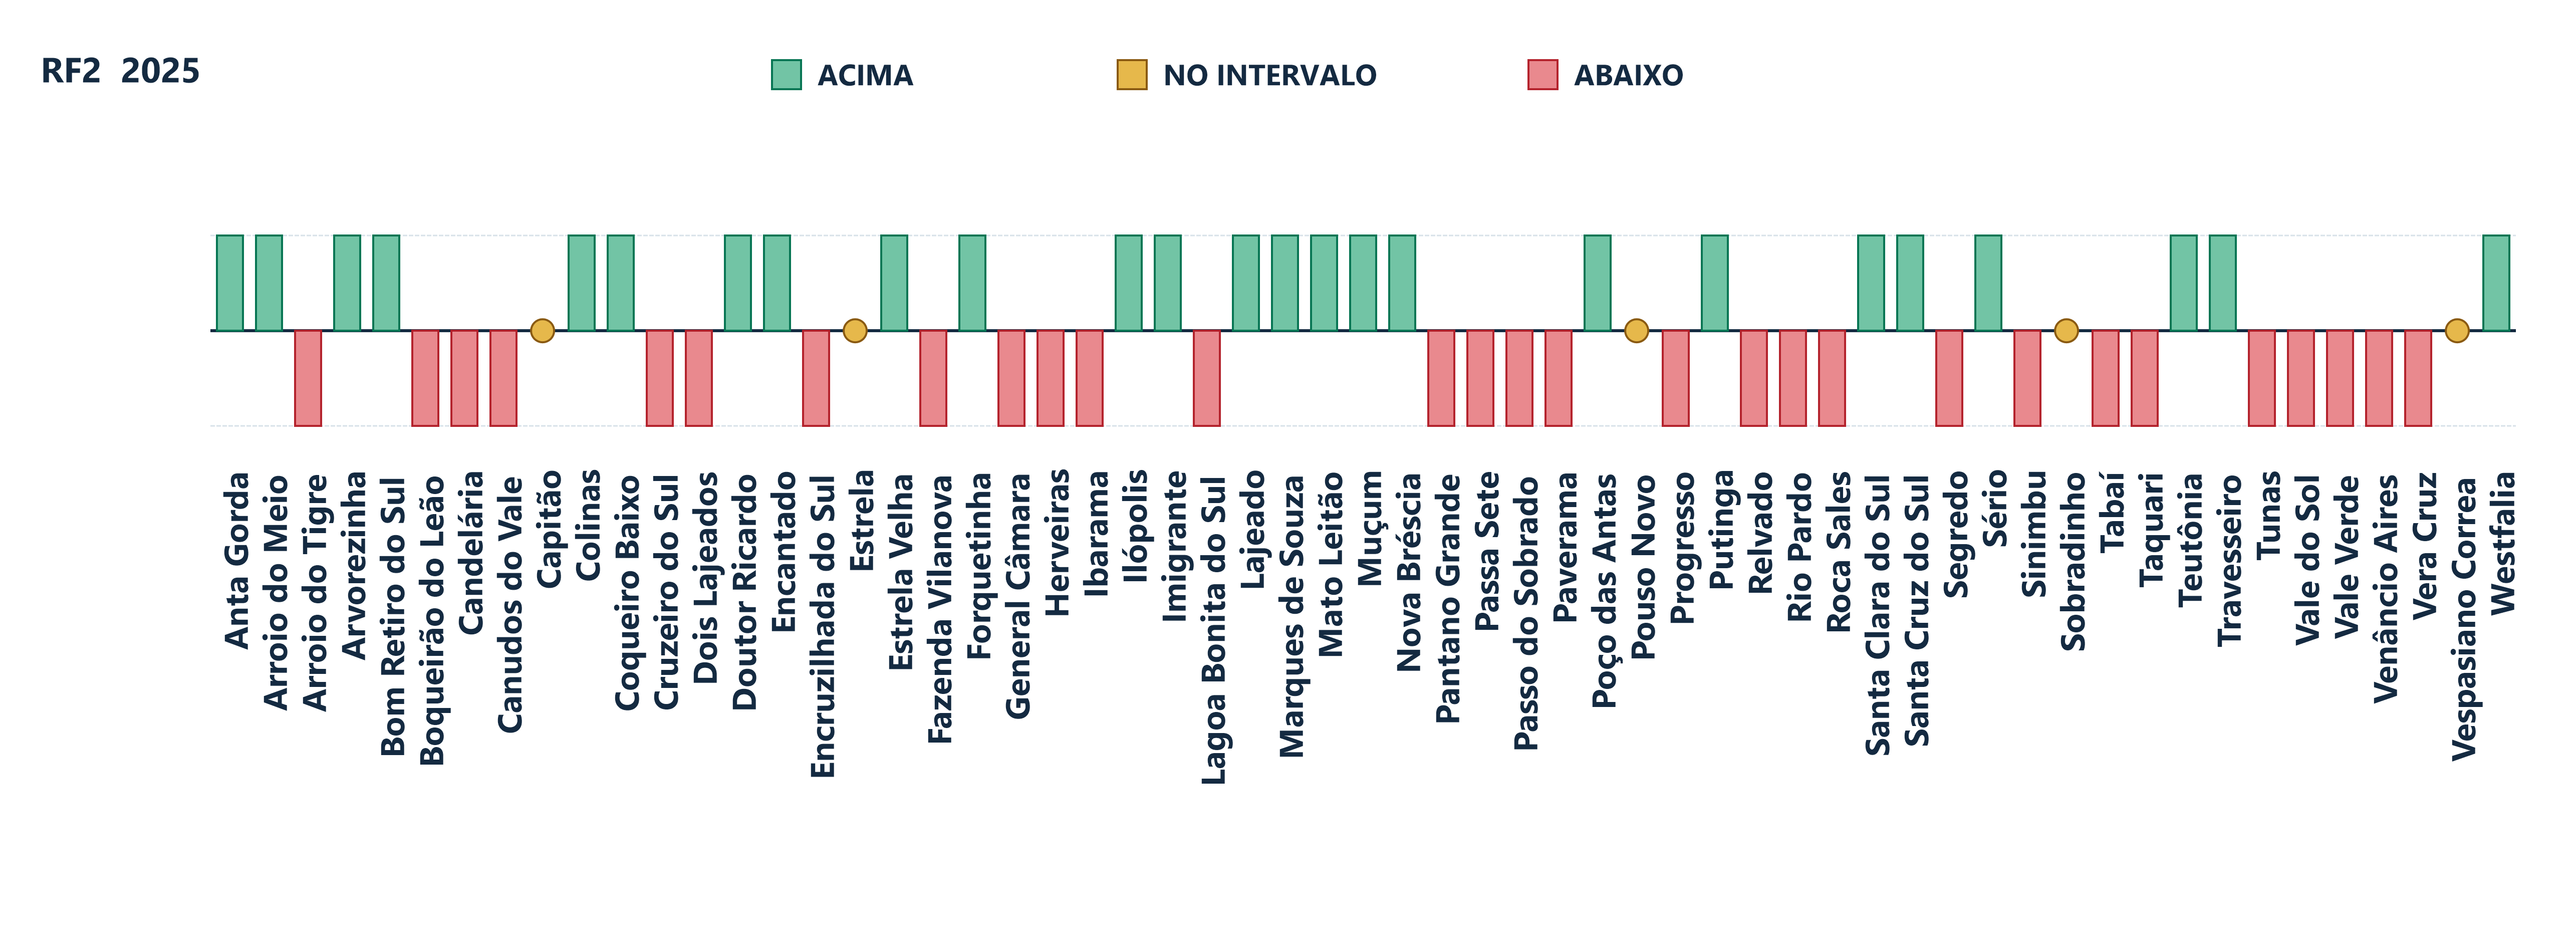 RF2 2025
ACIMA
NO INTERVALO
ABAIXO
Anta Gorda
Arroio do Meio
Arroio do Tigre
Arvorezinha
Bom Retiro do Sul
Boqueirão do Leão
Candelária
Canudos do Vale
Capitão
Colinas
Coqueiro Baixo
Cruzeiro do Sul
Dois Lajeados
Doutor Ricardo
Encantado
Encruzilhada do Sul
Estrela
Estrela Velha
Fazenda Vilanova
Forquetinha
General Câmara
Herveiras
Ibarama
Ilópolis
Imigrante
Lagoa Bonita do Sul
Lajeado
Marques de Souza
Mato Leitão
Muçum
Nova Bréscia
Pantano Grande
Passa Sete
Passo do Sobrado
Paverama
Poço das Antas
Pouso Novo
Progresso
Putinga
Relvado
Rio Pardo
Roca Sales
Santa Clara do Sul
Santa Cruz do Sul
Segredo
Sério
Sinimbu
Sobradinho
Tabaí
Taquari
Teutônia
Travesseiro
Tunas
Vale do Sol
Vale Verde
Venâncio Aires
Vera Cruz
Vespasiano Correa
Westfalia